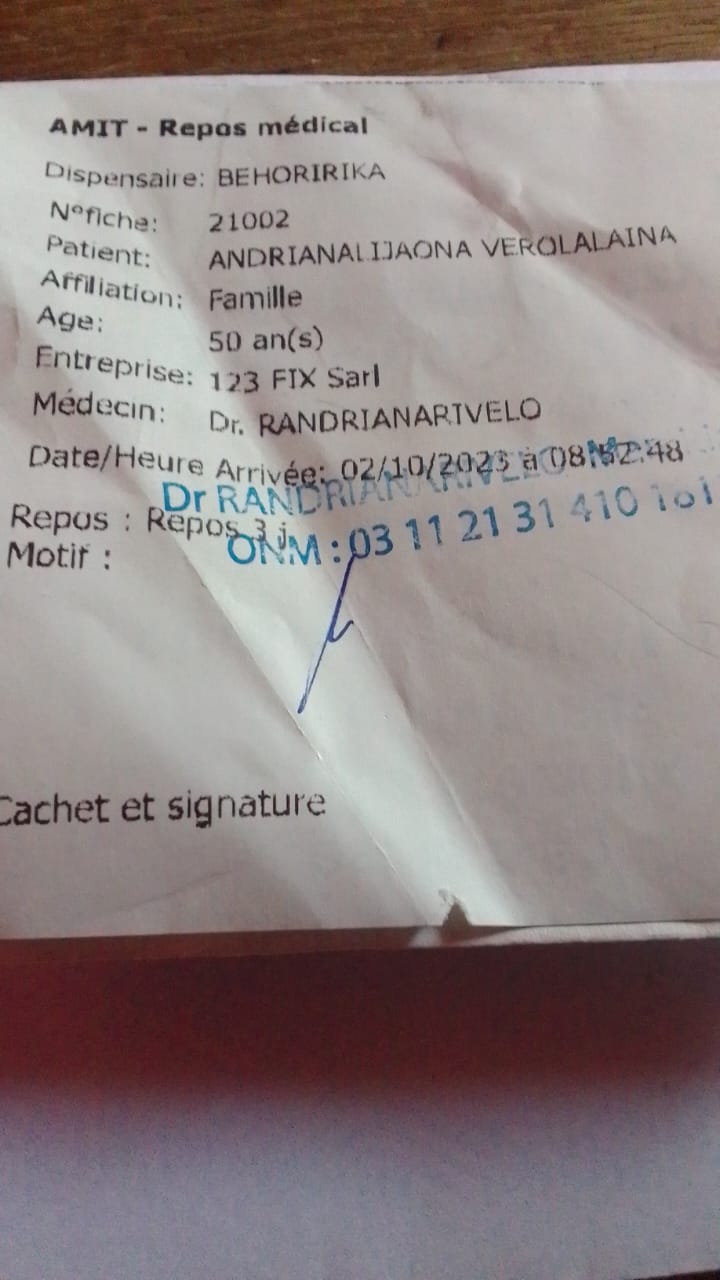 AMIT - Repos médical
Dispensaire: BEHORIRIKA
N°fiche: 21002
Patient: ANDRIANALIJAONA VEROLALAINA
Affiliation: Famille
Age: 50 an(s)
Entreprise: 123 FIX Sarl
Médecin: Dr. RANDRIANARIVELO
Date/Heure Arrivée: 02/10/2023 à 08:52:48
Dr RANDRIANARIVELO
Repos : Repos 3 j
ONM : 03 11 21 31 410
Motif :
Cachet et signature